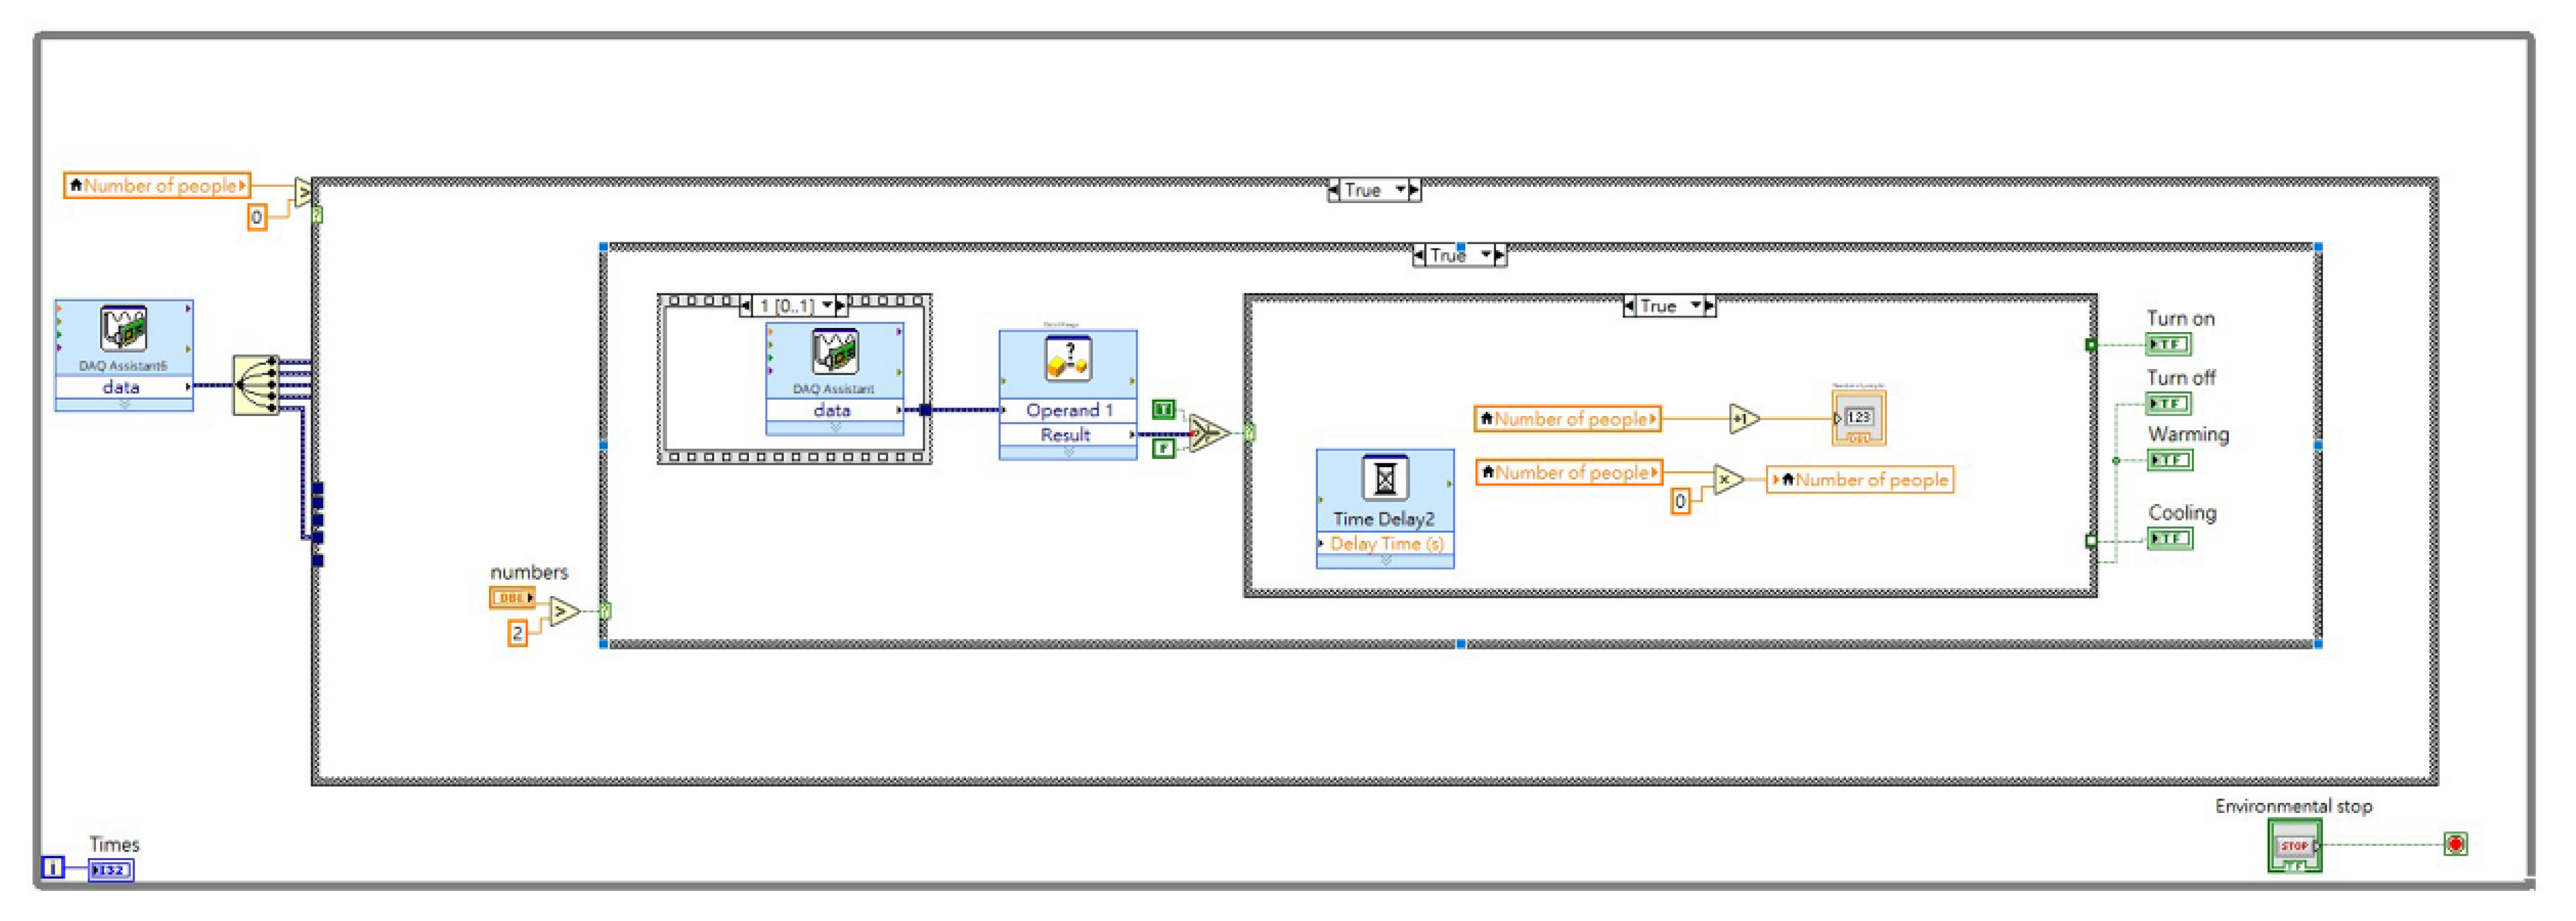 True
Number of people
0
True
1 [0..1]
True
DAQ Assistant6
data
DAQ Assistant
data
Operand 1
Result
T
F
Number of people
+1
123
Number of people
0
x
Number of people
Time Delay2
Delay Time (s)
Turn on
TF
Turn off
TF
Warming
TF
Cooling
TF
numbers
DBL
2
Environmental stop
STOP
TF
Times
i
I32